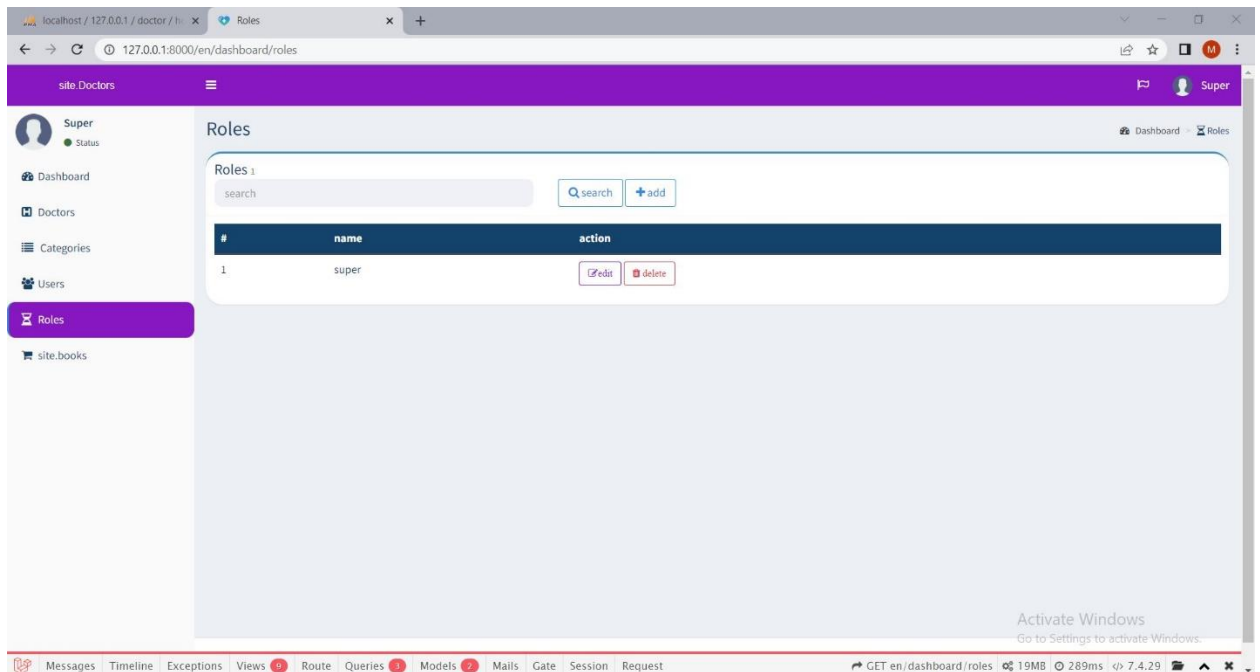 localhost / 127.0.0.1 / doctor / h
Roles
127.0.0.1:8000/en/dashboard/roles
M
site.Doctors
Super
Super
Status
Roles
Dashboard > Roles
Dashboard
Doctors
Categories
Users
Roles
site.books
Roles 1
search
search
add
# name action
1 super edit delete
Activate Windows
Go to Settings to activate Windows.
Messages Timeline Exceptions Views 9 Route Queries 3 Models 2 Mails Gate Session Request GET en/dashboard/roles 19MB 289ms 7.4.29